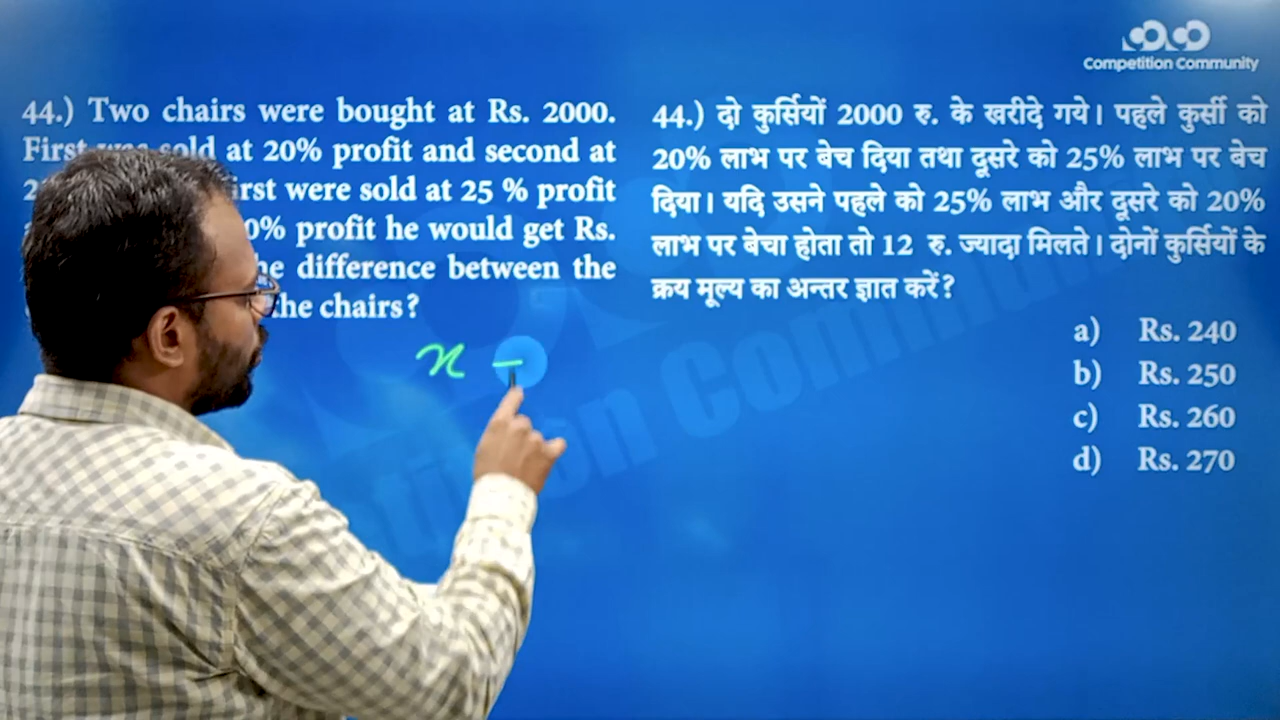 Competition Community
44.) Two chairs were bought at Rs. 2000.
First was sold at 20% profit and second at
irst were sold at 25 % profit
0% profit he would get Rs.
he difference between the
the chairs?
x –
44.) दो कुर्सियों 2000 रु. के खरीदे गये। पहले कुर्सी को
20% लाभ पर बेच दिया तथा दूसरे को 25% लाभ पर बेच
दिया। यदि उसने पहले को 25% लाभ और दूसरे को 20%
लाभ पर बेचा होता तो 12 रु. ज्यादा मिलते। दोनों कुर्सियों के
क्रय मूल्य का अन्तर ज्ञात करें?
a) Rs. 240
b) Rs. 250
c) Rs. 260
d) Rs. 270